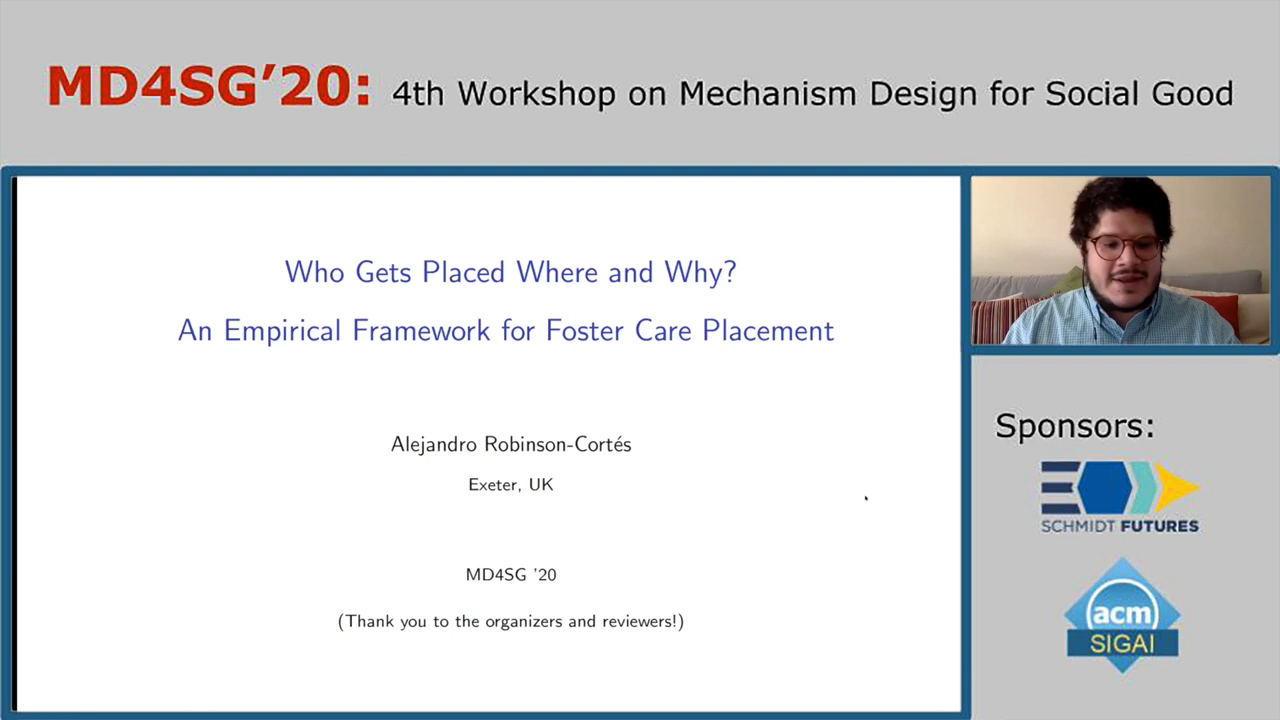 MD4SG’20: 4th Workshop on Mechanism Design for Social Good
Who Gets Placed Where and Why?
An Empirical Framework for Foster Care Placement
Alejandro Robinson-Cortés
Exeter, UK
MD4SG ’20
(Thank you to the organizers and reviewers!)
Sponsors:
SCHMIDT FUTURES
acm
SIGAI